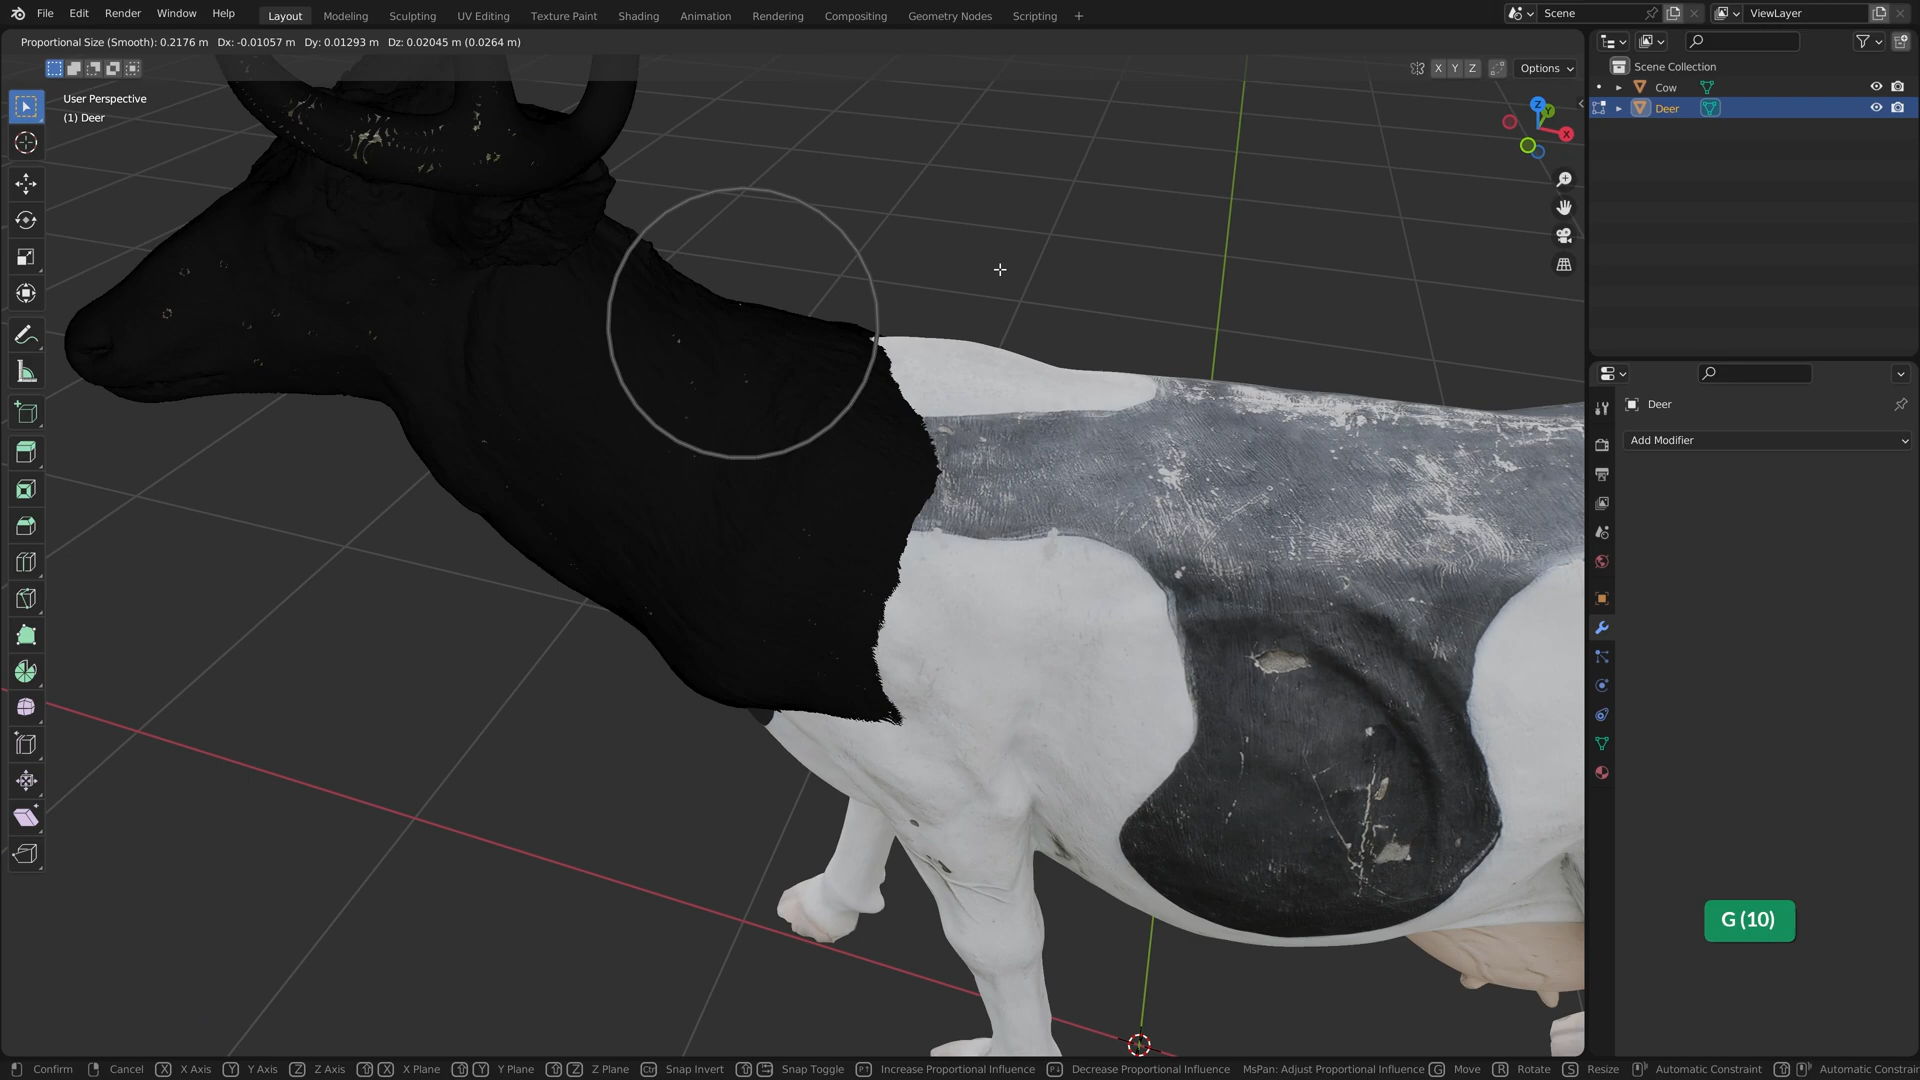 File Edit Render Window Help
Layout Modeling Sculpting UV Editing Texture Paint Shading Animation Rendering Compositing Geometry Nodes Scripting +
Scene
ViewLayer
Proportional Size (Smooth): 0.2176 m Dx: -0.01057 m Dy: 0.01293 m Dz: 0.02045 m (0.0264 m)
X Y Z Options
User Perspective
(1) Deer
Z
Y
X
Scene Collection
Cow
Deer
Deer
Add Modifier
G (10)
Confirm Cancel X X Axis Y Y Axis Z Z Axis X X Plane Y Y Plane Z Z Plane Ctrl Snap Invert Snap Toggle Increase Proportional Influence Decrease Proportional Influence MsPan: Adjust Proportional Influence G Move R Rotate S Resize Automatic Constraint Automatic Constrai